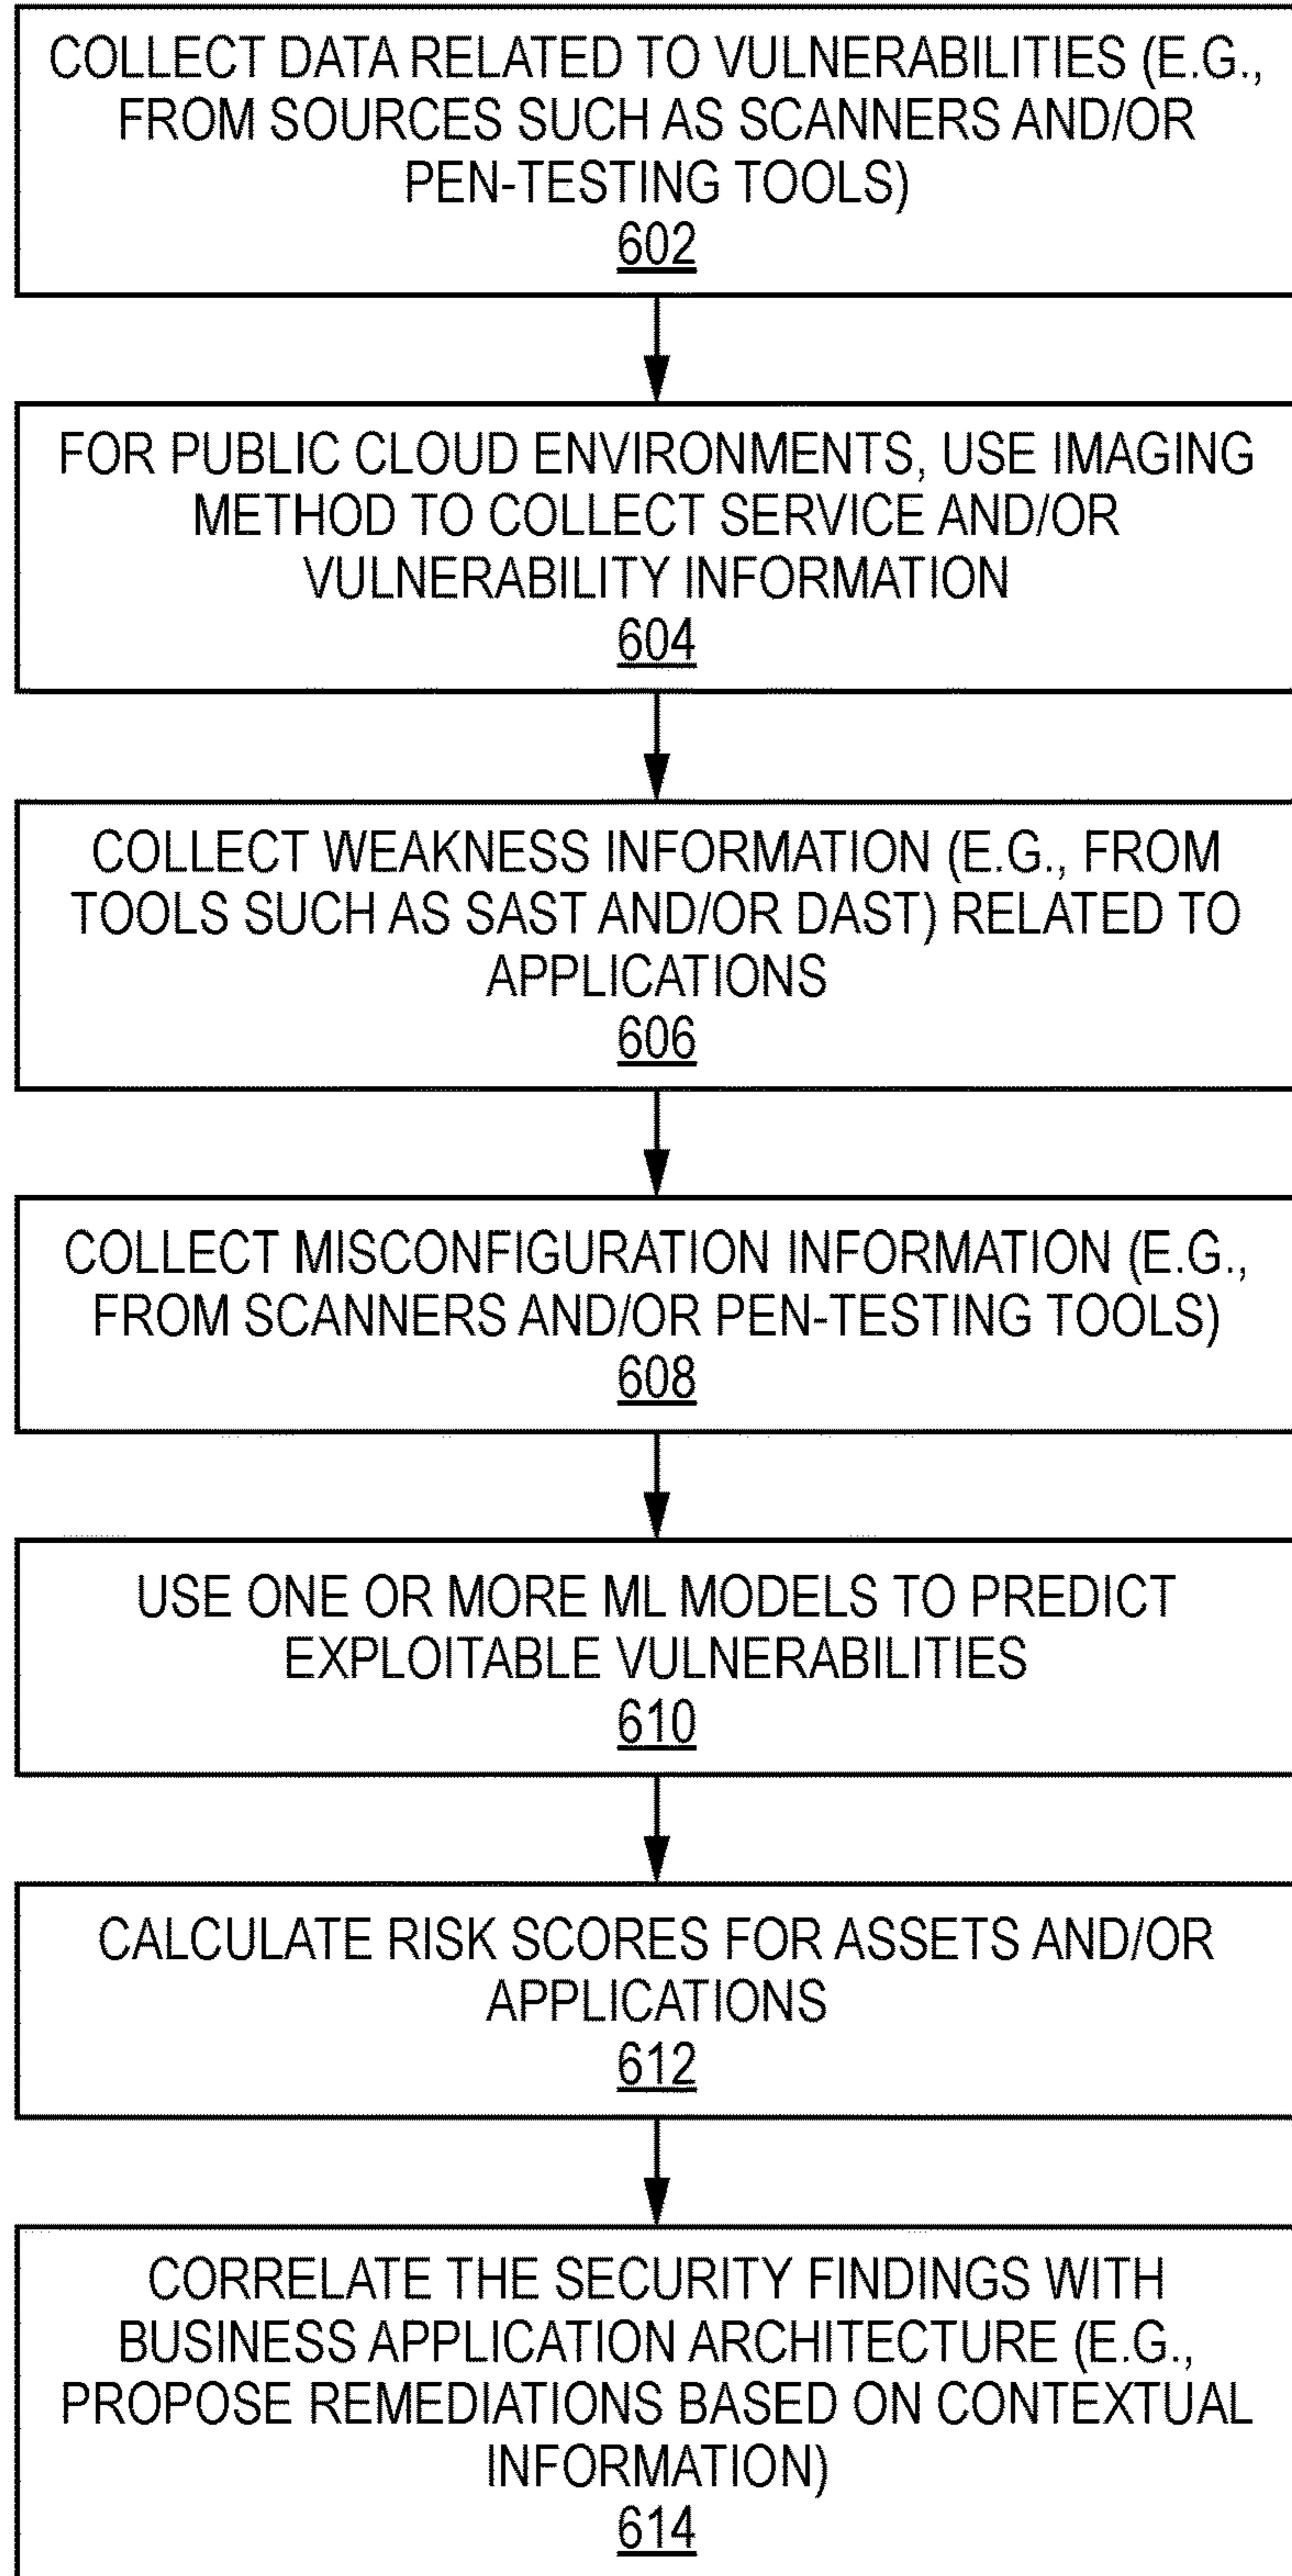 COLLECT DATA RELATED TO VULNERABILITIES (E.G.,
FROM SOURCES SUCH AS SCANNERS AND/OR
PEN-TESTING TOOLS)
602
FOR PUBLIC CLOUD ENVIRONMENTS, USE IMAGING
METHOD TO COLLECT SERVICE AND/OR
VULNERABILITY INFORMATION
604
COLLECT WEAKNESS INFORMATION (E.G., FROM
TOOLS SUCH AS SAST AND/OR DAST) RELATED TO
APPLICATIONS
606
COLLECT MISCONFIGURATION INFORMATION (E.G.,
FROM SCANNERS AND/OR PEN-TESTING TOOLS)
608
USE ONE OR MORE ML MODELS TO PREDICT
EXPLOITABLE VULNERABILITIES
610
CALCULATE RISK SCORES FOR ASSETS AND/OR
APPLICATIONS
612
CORRELATE THE SECURITY FINDINGS WITH
BUSINESS APPLICATION ARCHITECTURE (E.G.,
PROPOSE REMEDIATIONS BASED ON CONTEXTUAL
INFORMATION)
614